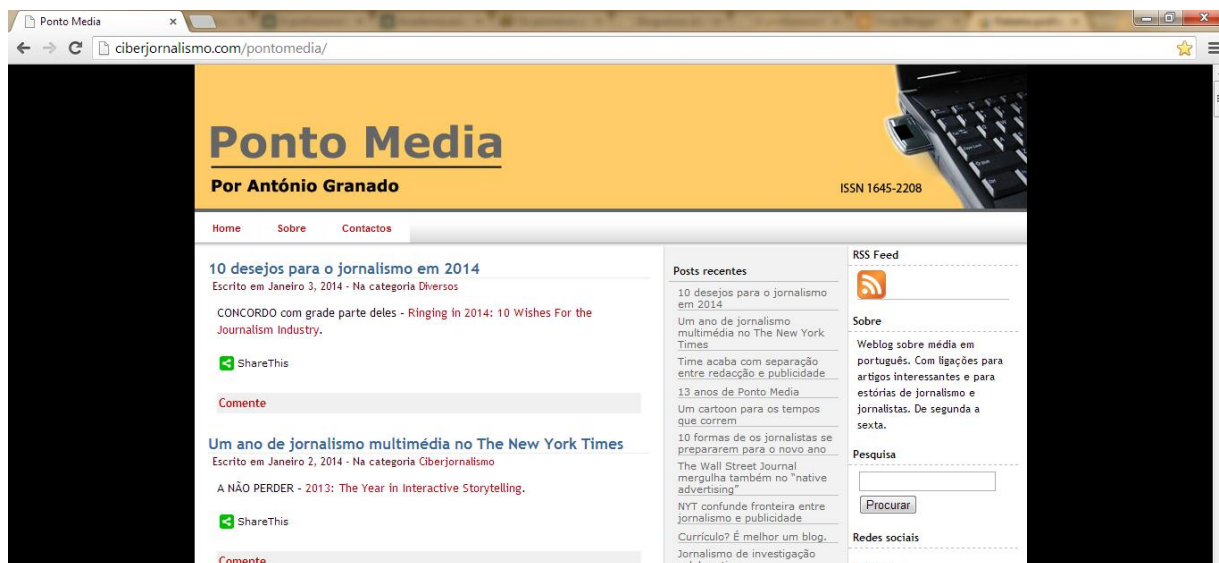 Ponto Media
ciberjornalismo.com/pontomedia/
Ponto Media
Por António Granado
ISSN 1645-2208
Home
Sobre
Contactos
10 desejos para o jornalismo em 2014
Escrito em Janeiro 3, 2014 - Na categoria Diversos
CONCORDO com grade parte deles - Ringing in 2014: 10 Wishes For the
Journalism Industry.
ShareThis
Comente
Um ano de jornalismo multimédia no The New York Times
Escrito em Janeiro 2, 2014 - Na categoria Ciberjornalismo
A NÃO PERDER - 2013: The Year in Interactive Storytelling.
ShareThis
Comente
Posts recentes
10 desejos para o jornalismo
em 2014
Um ano de jornalismo
multimédia no The New York
Times
Time acaba com separação
entre redacção e publicidade
13 anos de Ponto Media
Um cartoon para os tempos
que correm
10 formas de os jornalistas se
prepararem para o novo ano
The Wall Street Journal
mergulha também no "native
advertising"
NYT confunde fronteira entre
jornalismo e publicidade
Currículo? É melhor um blog.
Jornalismo de investigação
RSS Feed
Sobre
Weblog sobre média em
português. Com ligações para
artigos interessantes e para
estórias de jornalismo e
jornalistas. De segunda a
sexta.
Pesquisa
Procurar
Redes sociais